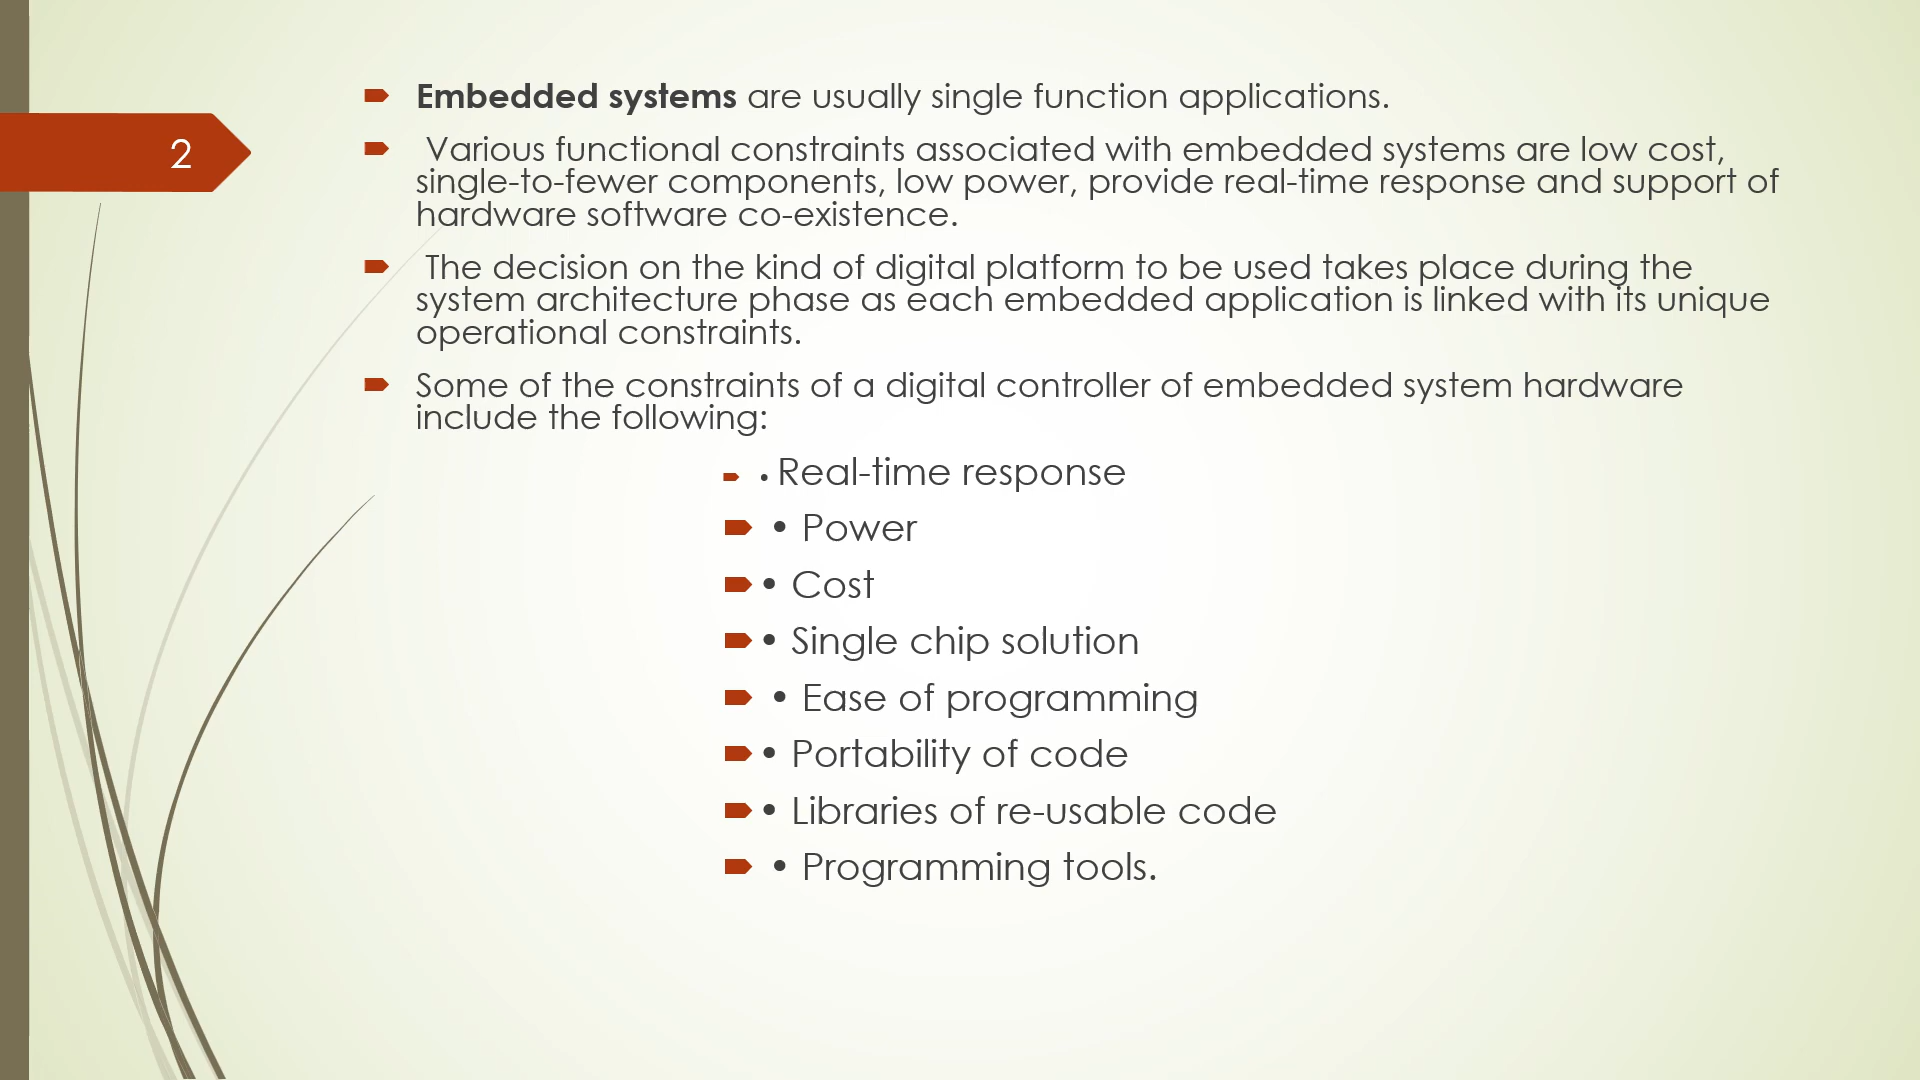 2
Embedded systems are usually single function applications.
Various functional constraints associated with embedded systems are low cost,
single-to-fewer components, low power, provide real-time response and support of
hardware software co-existence.
The decision on the kind of digital platform to be used takes place during the
system architecture phase as each embedded application is linked with its unique
operational constraints.
Some of the constraints of a digital controller of embedded system hardware
include the following:
• Real-time response
• Power
• Cost
• Single chip solution
• Ease of programming
• Portability of code
• Libraries of re-usable code
• Programming tools.